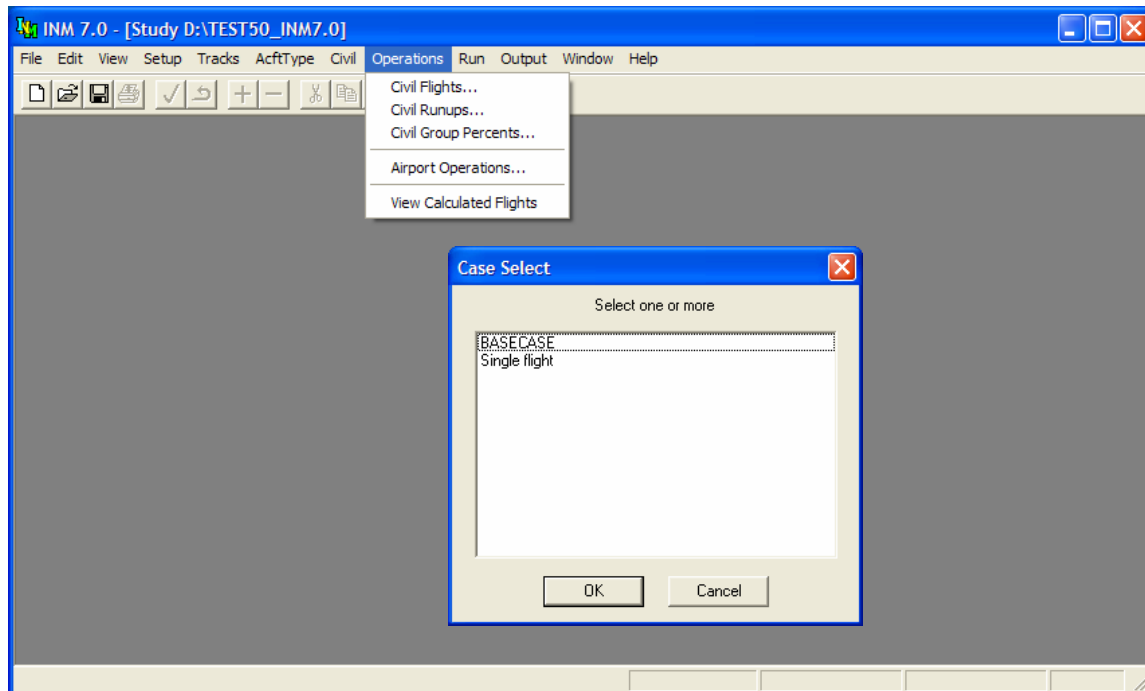 INM 7.0 - [Study D:\TEST50_INM7.0]
File Edit View Setup Tracks AcftType Civil Operations Run Output Window Help
Civil Flights...
Civil Runups...
Civil Group Percents...
Airport Operations...
View Calculated Flights
Case Select
Select one or more
BASECASE
Single flight
OK Cancel